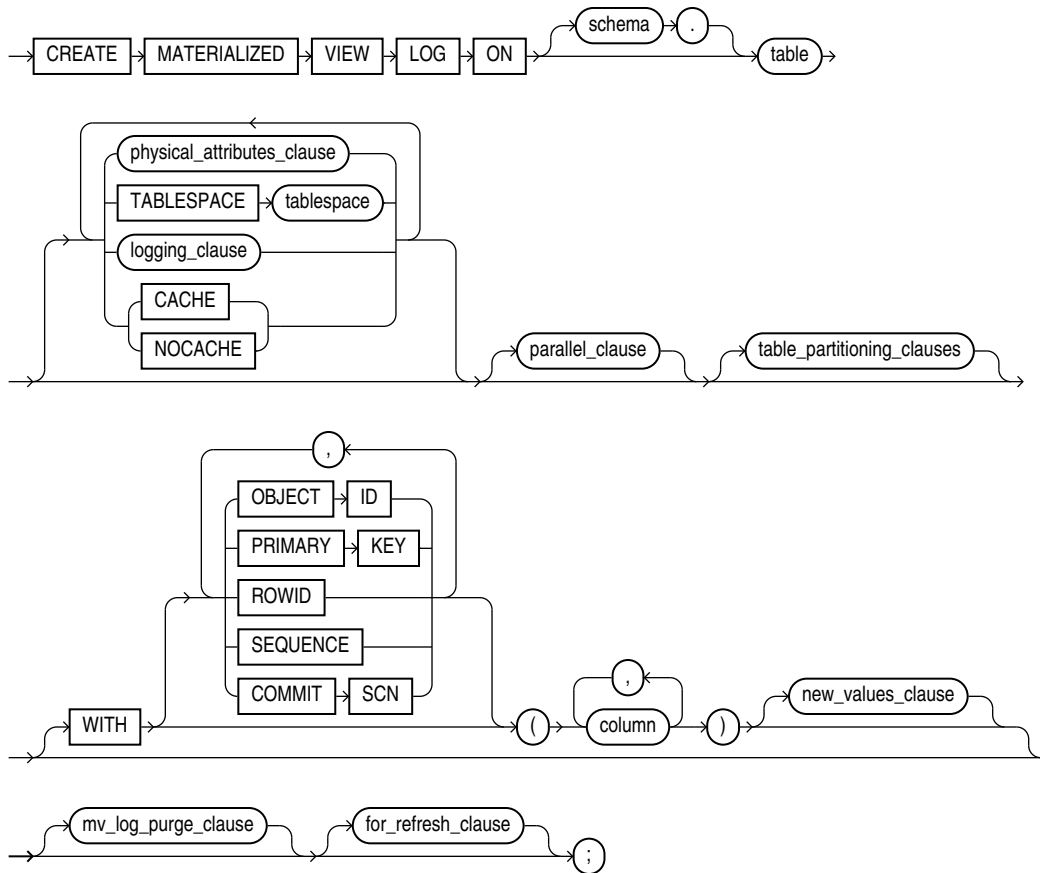 schema .
CREATE MATERIALIZED VIEW LOG ON table
physical_attributes_clause
TABLESPACE tablespace
logging_clause
CACHE
NOCACHE
parallel_clause table_partitioning_clauses
,
OBJECT ID
PRIMARY KEY
ROWID
SEQUENCE
COMMIT SCN
,
new_values_clause
WITH ( column )
mv_log_purge_clause for_refresh_clause
;